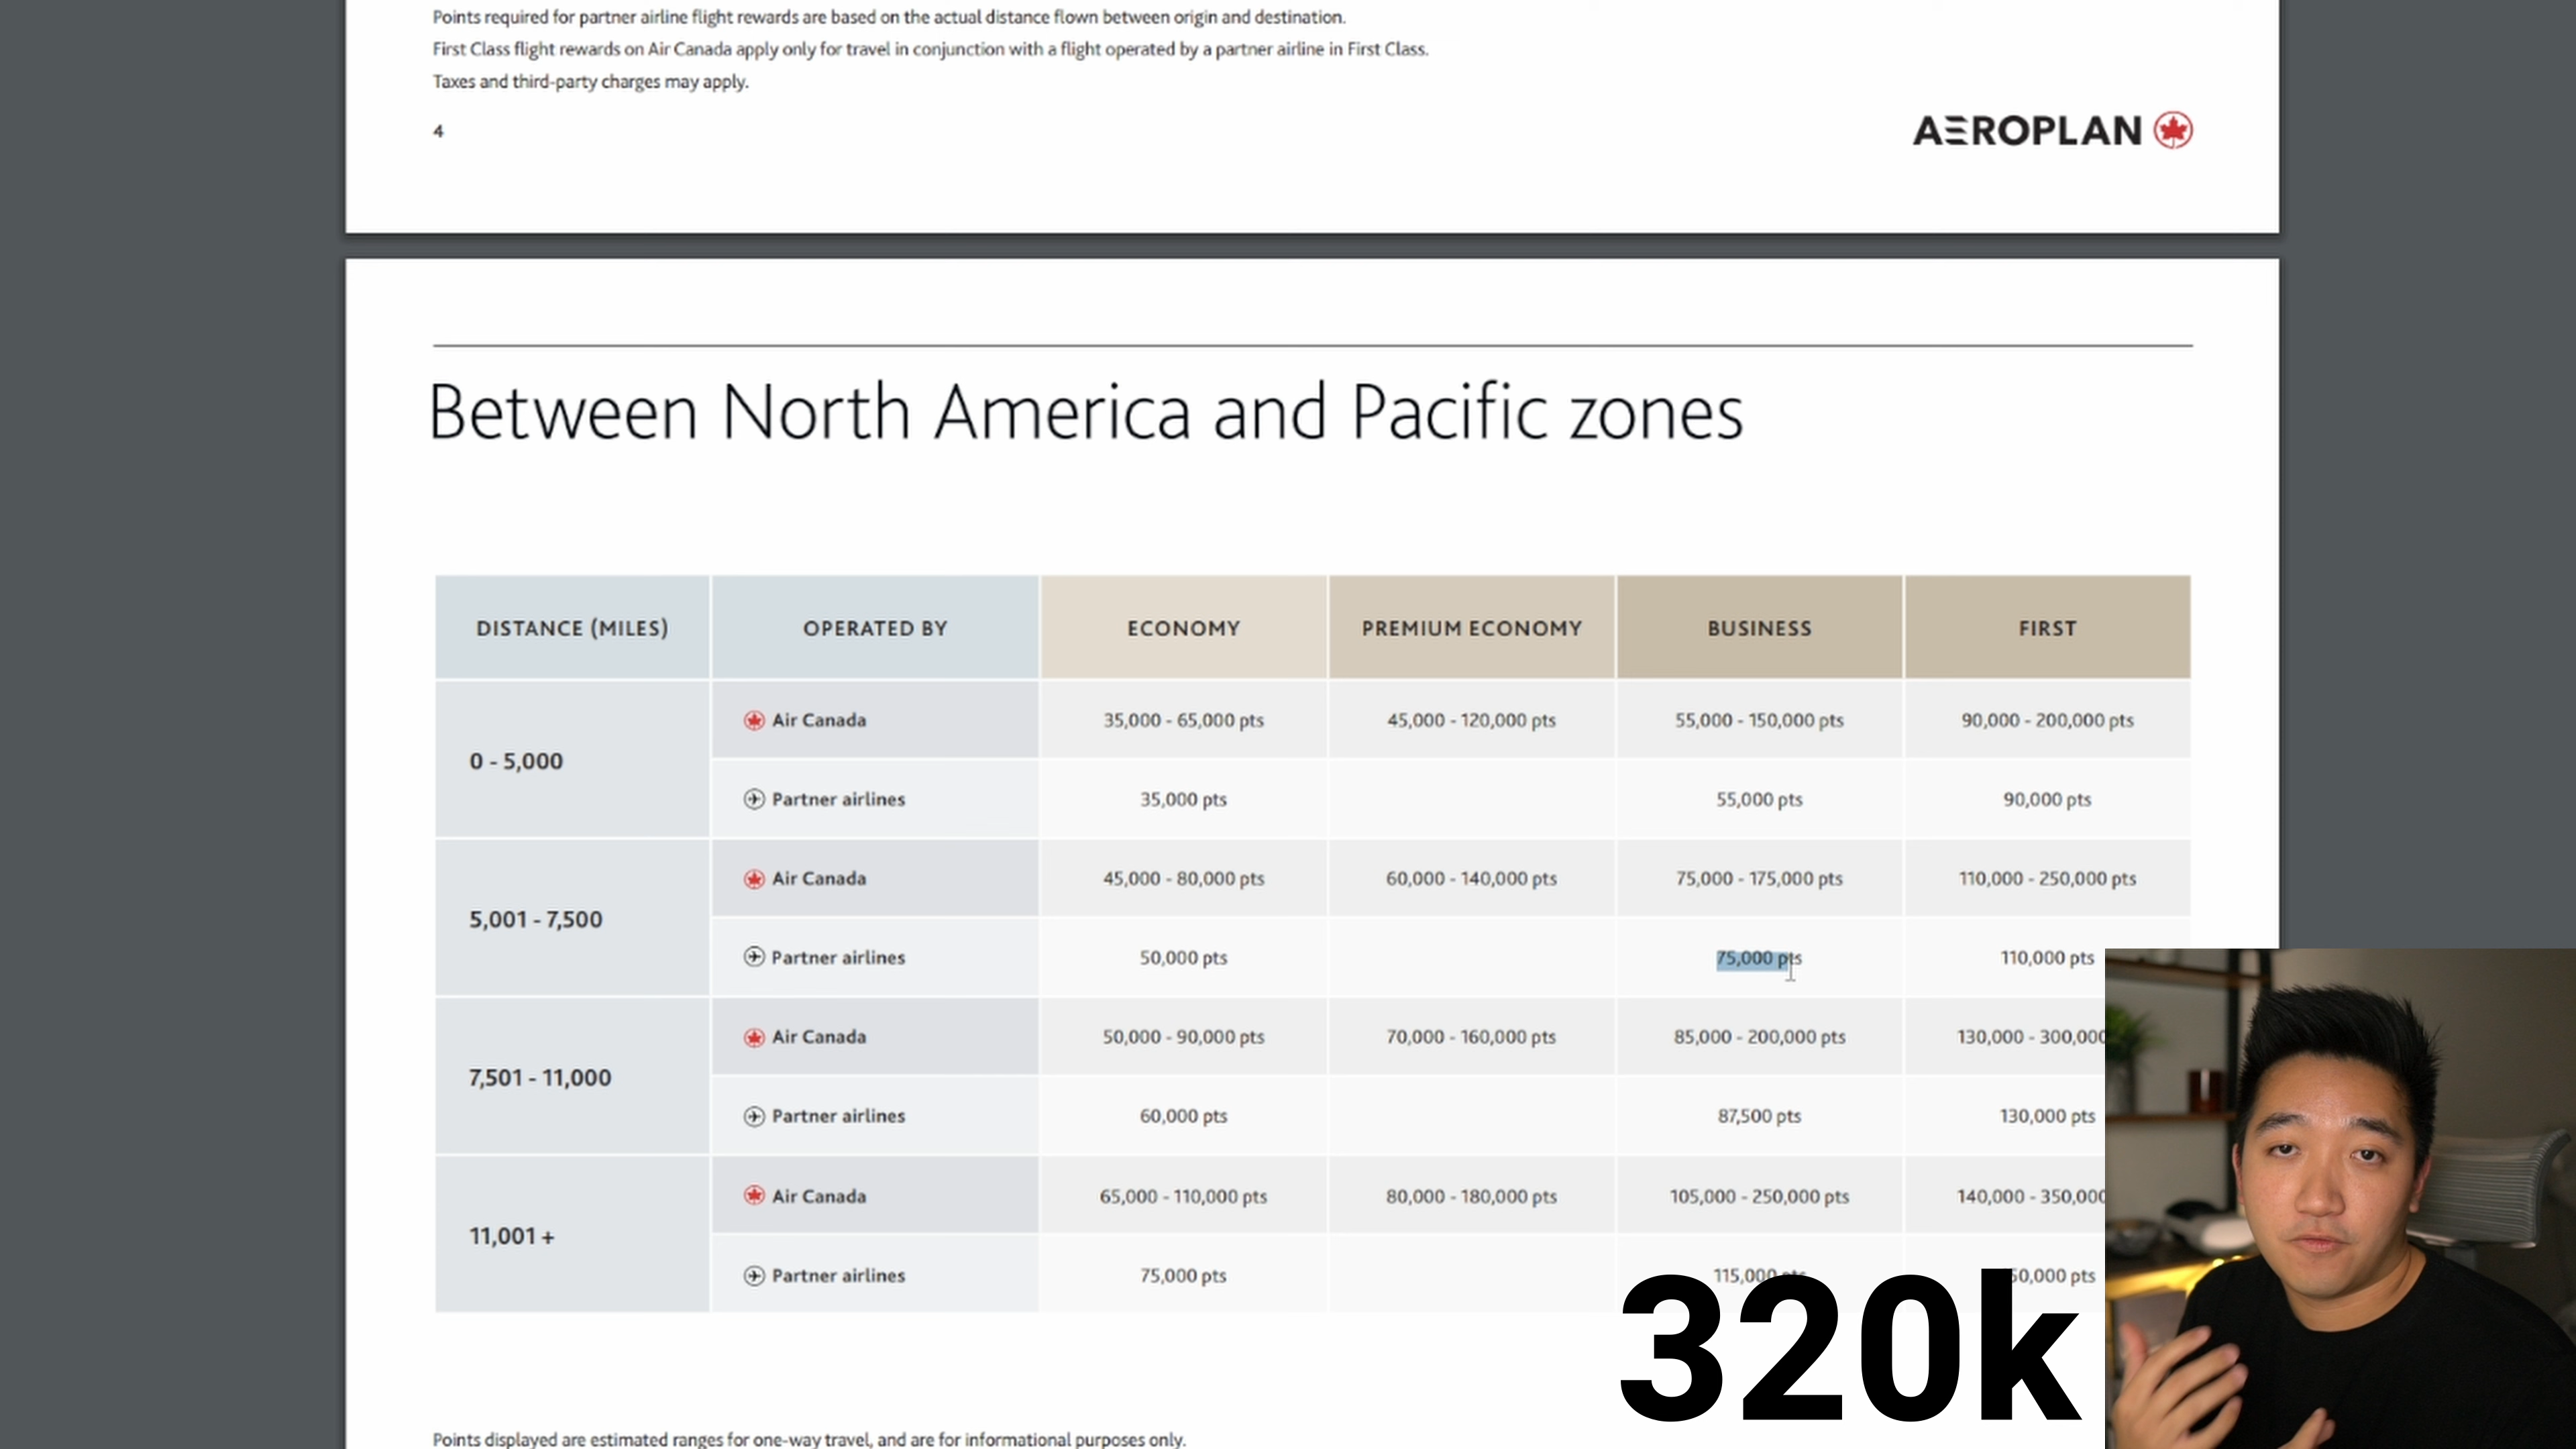 Points required for partner airline flight rewards are based on the actual distance flown between origin and destination.
First Class flight rewards on Air Canada apply only for travel in conjunction with a flight operated by a partner airline in First Class.
Taxes and third-party charges may apply.
4
AEROPLAN
Between North America and Pacific zones
DISTANCE (MILES) OPERATED BY ECONOMY PREMIUM ECONOMY BUSINESS FIRST
0 - 5,000
Air Canada 35,000 - 65,000 pts 45,000 - 120,000 pts 55,000 - 150,000 pts 90,000 - 200,000 pts
Partner airlines 35,000 pts 55,000 pts 90,000 pts
5,001 - 7,500
Air Canada 45,000 - 80,000 pts 60,000 - 140,000 pts 75,000 - 175,000 pts 110,000 - 250,000 pts
Partner airlines 50,000 pts 75,000 pts 110,000 pts
7,501 - 11,000
Air Canada 50,000 - 90,000 pts 70,000 - 160,000 pts 85,000 - 200,000 pts 130,000 - 300,000
Partner airlines 60,000 pts 87,500 pts 130,000 pts
11,001 +
Air Canada 65,000 - 110,000 pts 80,000 - 180,000 pts 105,000 - 250,000 pts 140,000 - 350,000
Partner airlines 75,000 pts 115,000 pts
320k
Points displayed are estimated ranges for one-way travel, and are for informational purposes only.